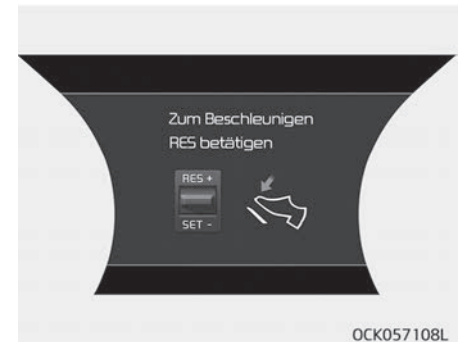 Zum Beschleunigen
RES betätigen
RES +
SET -
OCK057108L